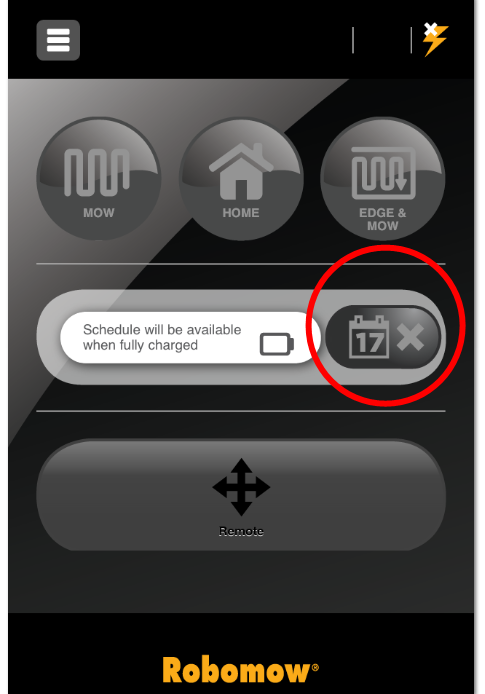 MOW
HOME
EDGE &
MOW
Schedule will be available
when fully charged
17
Remote
Robomow®